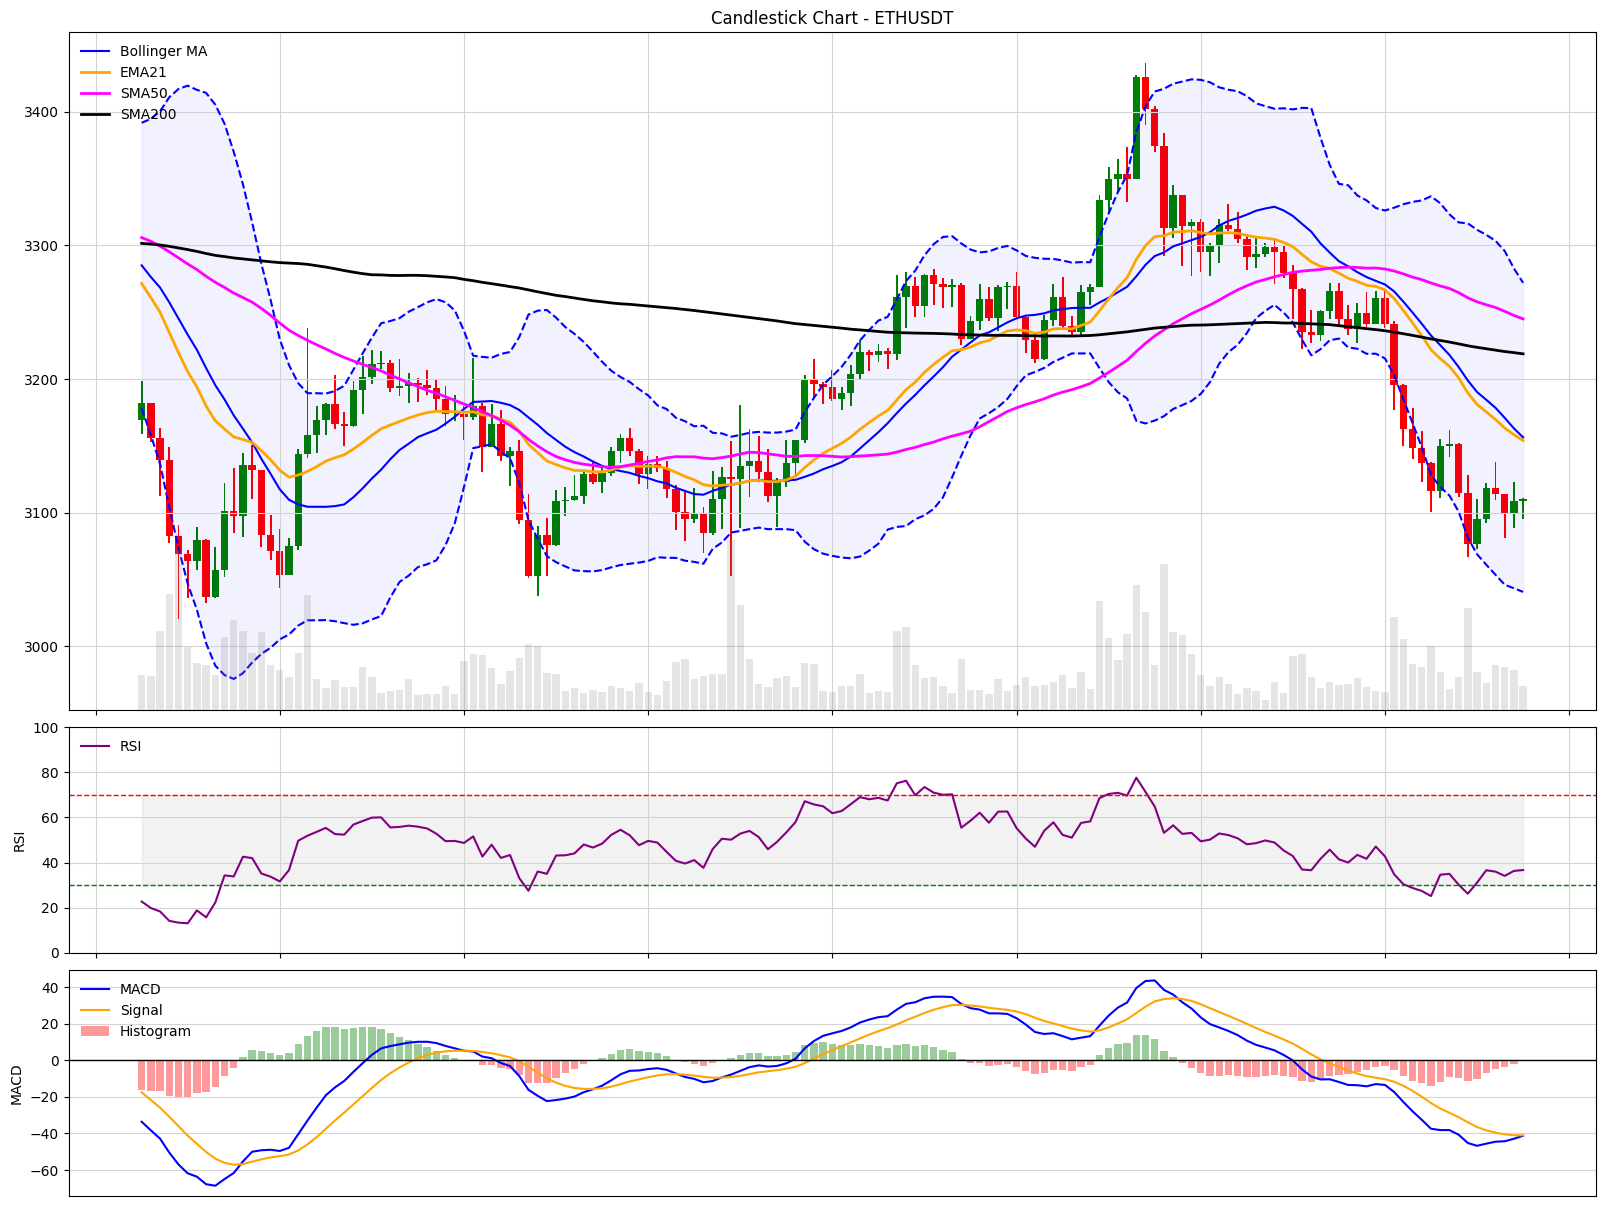 Candlestick Chart - ETHUSDT
Bollinger MA
EMA21
SMA50
SMA200
3400
3300
3200
3100
3000
RSI
100
80
60
40
20
0
RSI
MACD
Signal
Histogram
40
20
0
−20
−40
−60
MACD